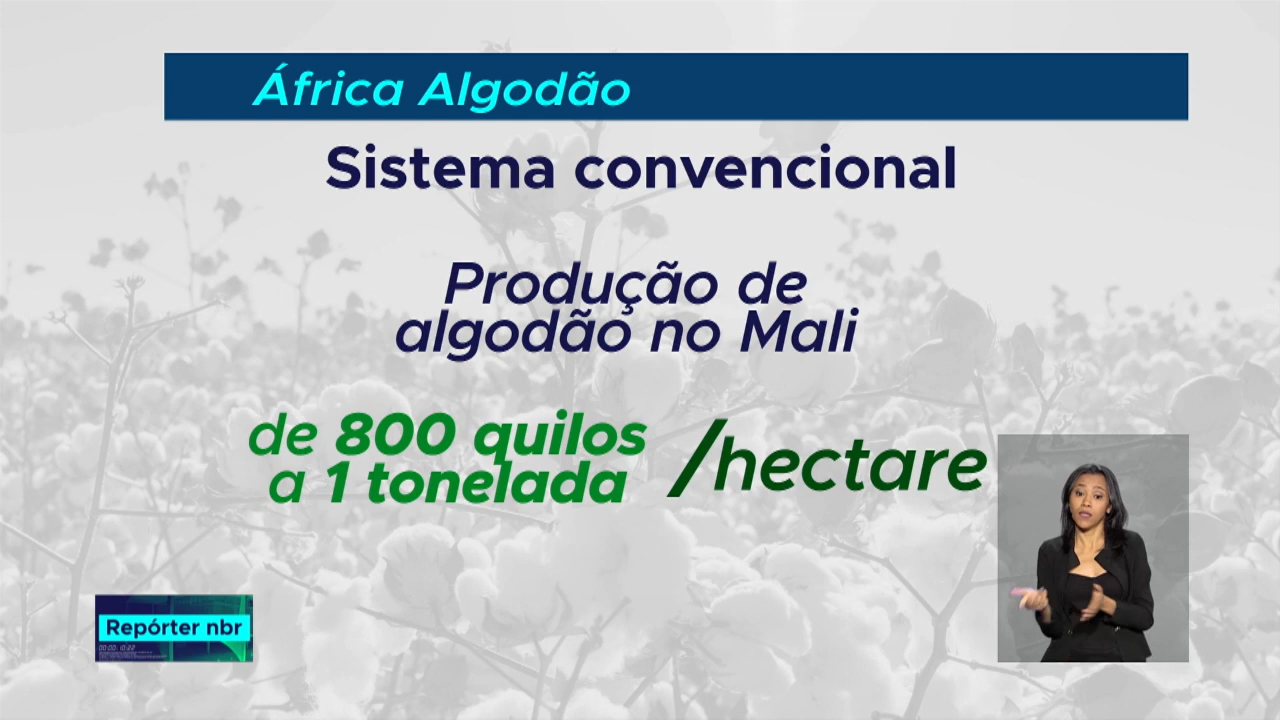 África Algodão
Sistema convencional
Produção de
algodão no Mali
de 800 quilos
a 1 tonelada
/hectare
Repórter nbr